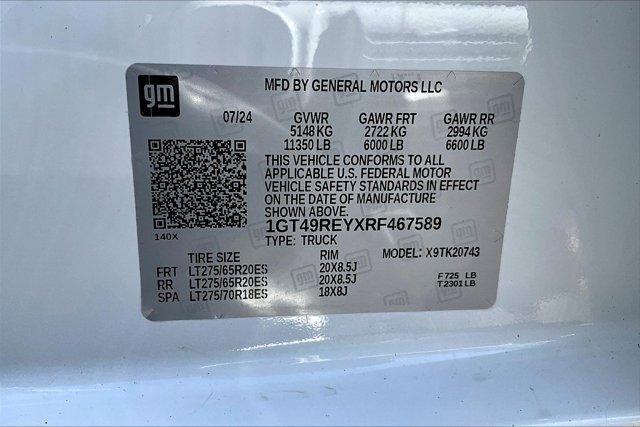 gm
MFD BY GENERAL MOTORS LLC
07/24 GVWR GAWR FRT GAWR RR
5148 KG 2722 KG 2994 KG
11350 LB 6000 LB 6600 LB
THIS VEHICLE CONFORMS TO ALL
APPLICABLE U.S. FEDERAL MOTOR
VEHICLE SAFETY STANDARDS IN EFFECT
ON THE DATE OF MANUFACTURE
SHOWN ABOVE.
1GT49REYXRF467589
140X TYPE: TRUCK
TIRE SIZE RIM MODEL: X9TK20743
FRT LT275/65R20ES 20X8.5J F 725 LB
RR LT275/65R20ES 20X8.5J T 2301 LB
SPA LT275/70R18ES 18X8J